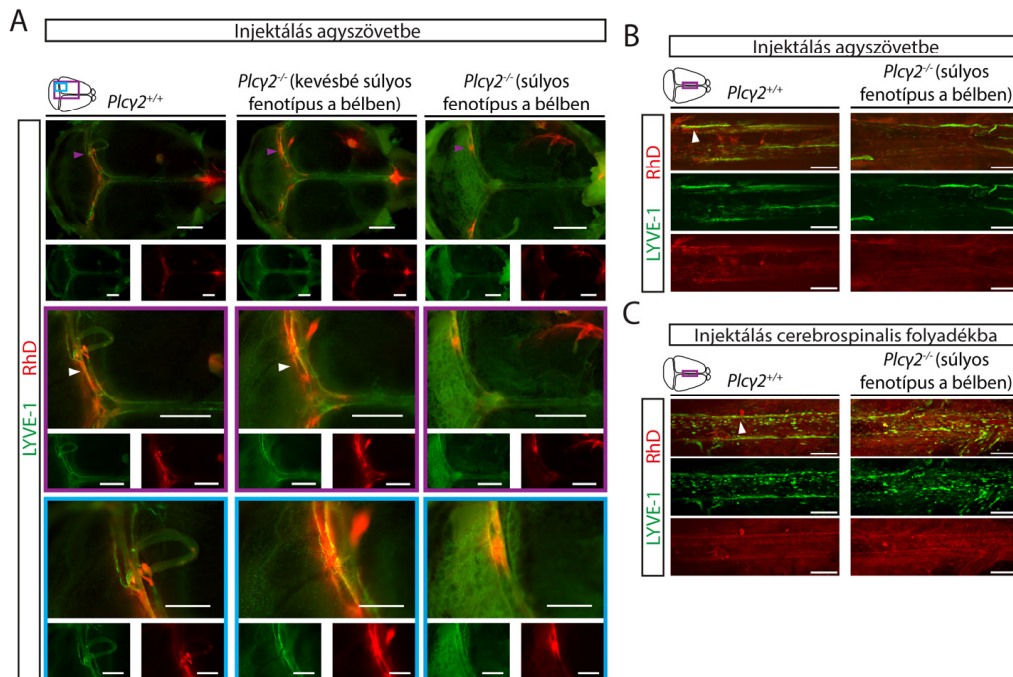 A
Injektálás agyszövetbe
Plcγ2+/+
Plcγ2-/- (kevésbé súlyos
fenotípus a bélben)
Plcγ2-/- (súlyos
fenotípus a bélben
LYVE-1 RhD
B
Injektálás agyszövetbe
Plcγ2+/+
Plcγ2-/- (súlyos
fenotípus a bélben)
LYVE-1 RhD
C
Injektálás cerebrospinalis folyadékba
Plcγ2+/+
Plcγ2-/- (súlyos
fenotípus a bélben)
LYVE-1 RhD